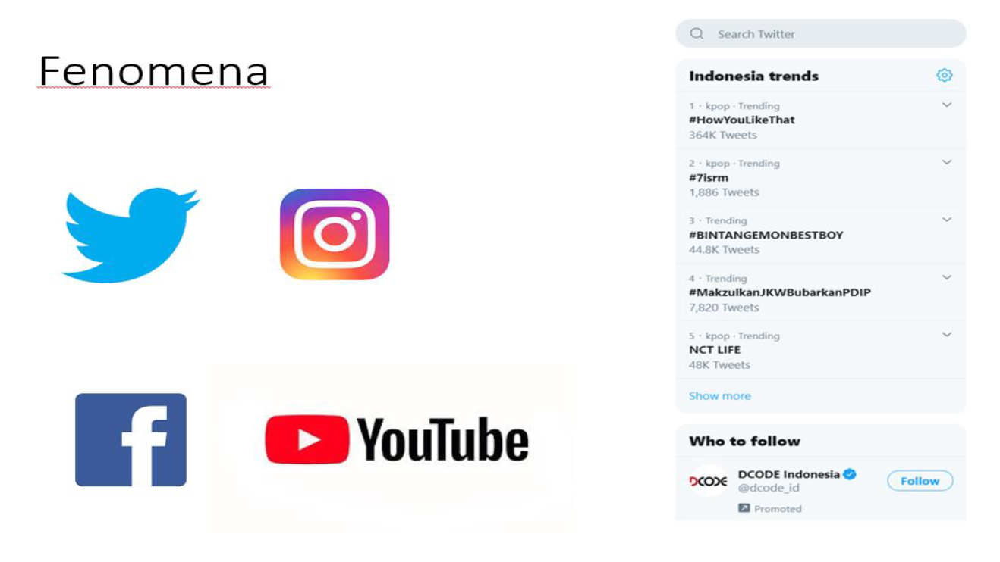 Fenomena
YouTube
Search Twitter
Indonesia trends
1 · kpop · Trending
#HowYouLikeThat
364K Tweets
2 · kpop · Trending
#7isrm
1,886 Tweets
3 · Trending
#BINTANGEMONBESTBOY
44.8K Tweets
4 · Trending
#MakzulkanJKWBubarkanPDIP
7,820 Tweets
5 · kpop · Trending
NCT LIFE
48K Tweets
Show more
Who to follow
DCODE
DCODE Indonesia
@dcode_id
Follow
Promoted